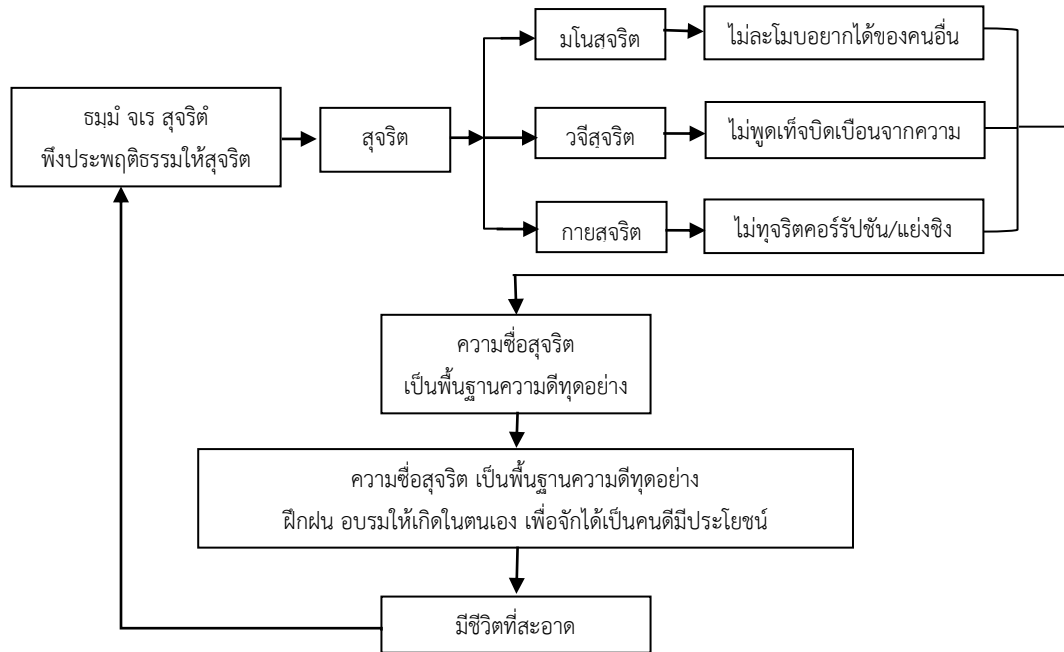 ธมฺมํ จเร สุจริตํ
พึงประพฤติธรรมให้สุจริต
สุจริต
มโนสุจริต
ไม่ละโมบอยากได้ของคนอื่น
วจีสุจริต
ไม่พูดเท็จบิดเบือนจากความ
กายสุจริต
ไม่ทุจริตคอร์รัปชัน/แย่งชิง
ความซื่อสุจริต
เป็นพื้นฐานความดีทุดอย่าง
ความซื่อสุจริต เป็นพื้นฐานความดีทุดอย่าง
ฝึกฝน อบรมให้เกิดในตนเอง เพื่อจักได้เป็นคนดีมีประโยชน์
มีชีวิตที่สะอาด